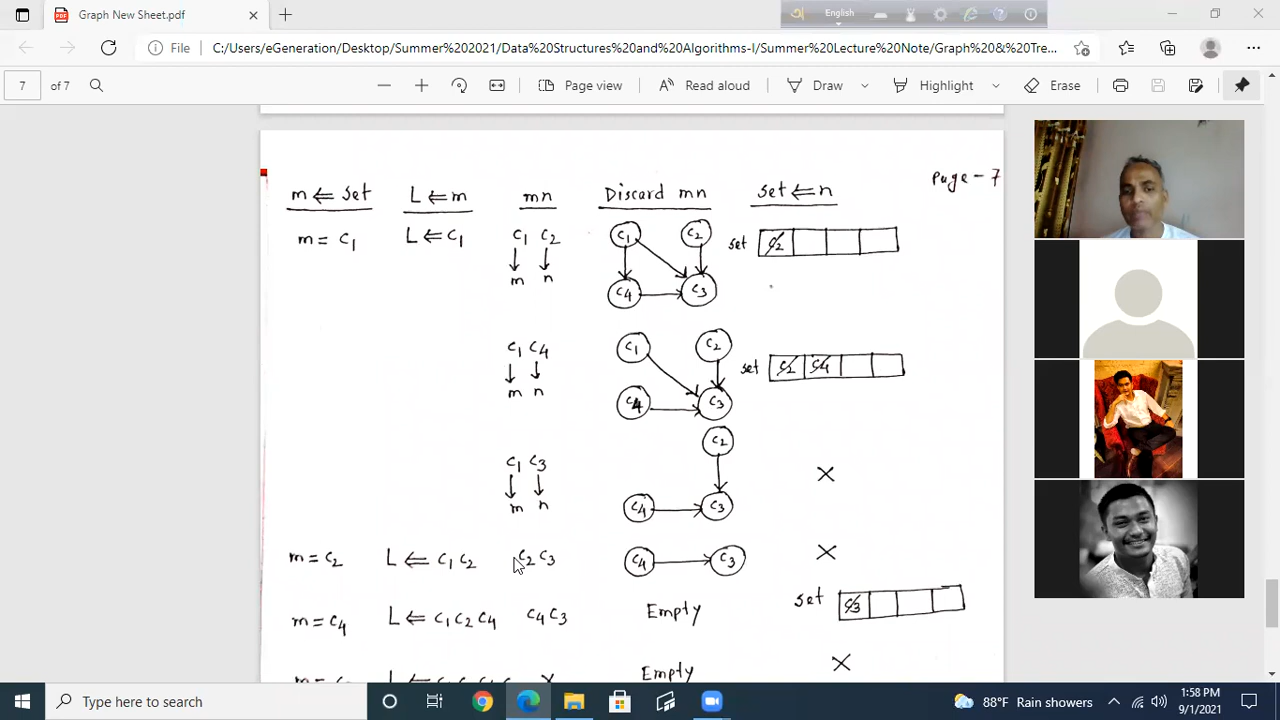 Graph New Sheet.pdf
English
File
C:/Users/eGeneration/Desktop/Summer%202021/Data%20Structures%20and%20Algorithms-I/Summer%20Lecture%20Note/Graph%20&%20Tre...
7 of 7
Page view
Read aloud
Draw
Highlight
Erase
Page - 7
m ⇐ Set L ⇐ m mn Discard mn set ⇐ n
m = C1 L ⇐ C1 C1 C2 C1 C2 set C2
m n C4 C3
C1 C4 C1 C2 set C2 C4
m n C4 C3
C2
C1 C3
m n C4 C3 X
m = C2 L ⇐ C1 C2 C2 C3 C4 C3 X
m = C4 L ⇐ C1 C2 C4 C4 C3 Empty set C3
Empty X
Type here to search
88°F Rain showers
1:58 PM
9/1/2021